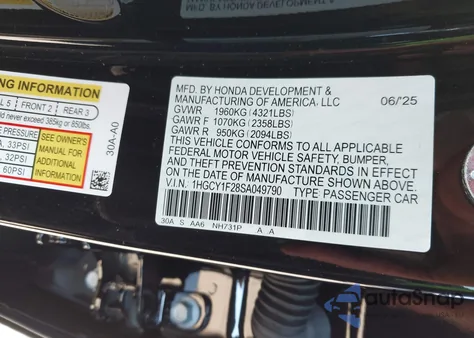 NG INFORMATION
L 5 FRONT 2 REAR 3
ld never exceed 385kg or 850lbs.
E PRESSURE
A, 33PSI
, 32PSI
60PSI
SEE OWNER'S
MANUAL FOR
ADDITIONAL
INFORMATION
30A-A0
MFD. BY HONDA DEVELOPMENT &
MANUFACTURING OF AMERICA, LLC 06/'25
GVWR 1960KG (4321LBS)
GAWR F 1070KG (2358LBS)
GAWR R 950KG (2094LBS)
THIS VEHICLE CONFORMS TO ALL APPLICABLE
FEDERAL MOTOR VEHICLE SAFETY, BUMPER,
AND THEFT PREVENTION STANDARDS IN EFFECT
ON THE DATE OF MANUFACTURE SHOWN ABOVE.
V.I.N. 1HGCY1F28SA049790 TYPE PASSENGER CAR
30A S AA6 NH731P A A
AutoSnap